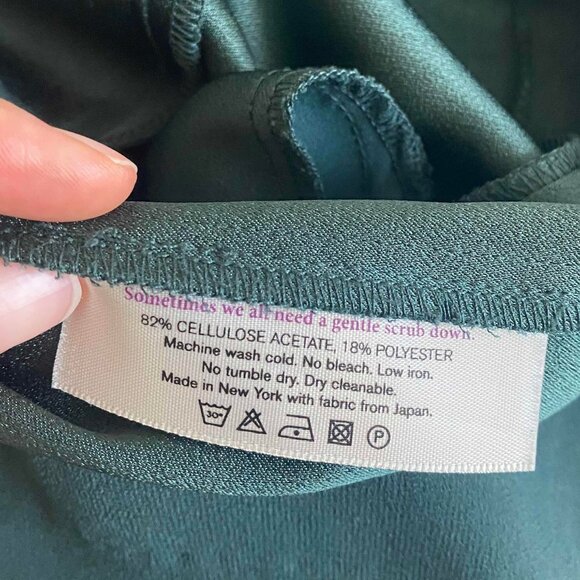 Sometimes we all need a gentle scrub down.
82% CELLULOSE ACETATE, 18% POLYESTER
Machine wash cold. No bleach. Low iron.
No tumble dry. Dry cleanable.
Made in New York with fabric from Japan.
30° P